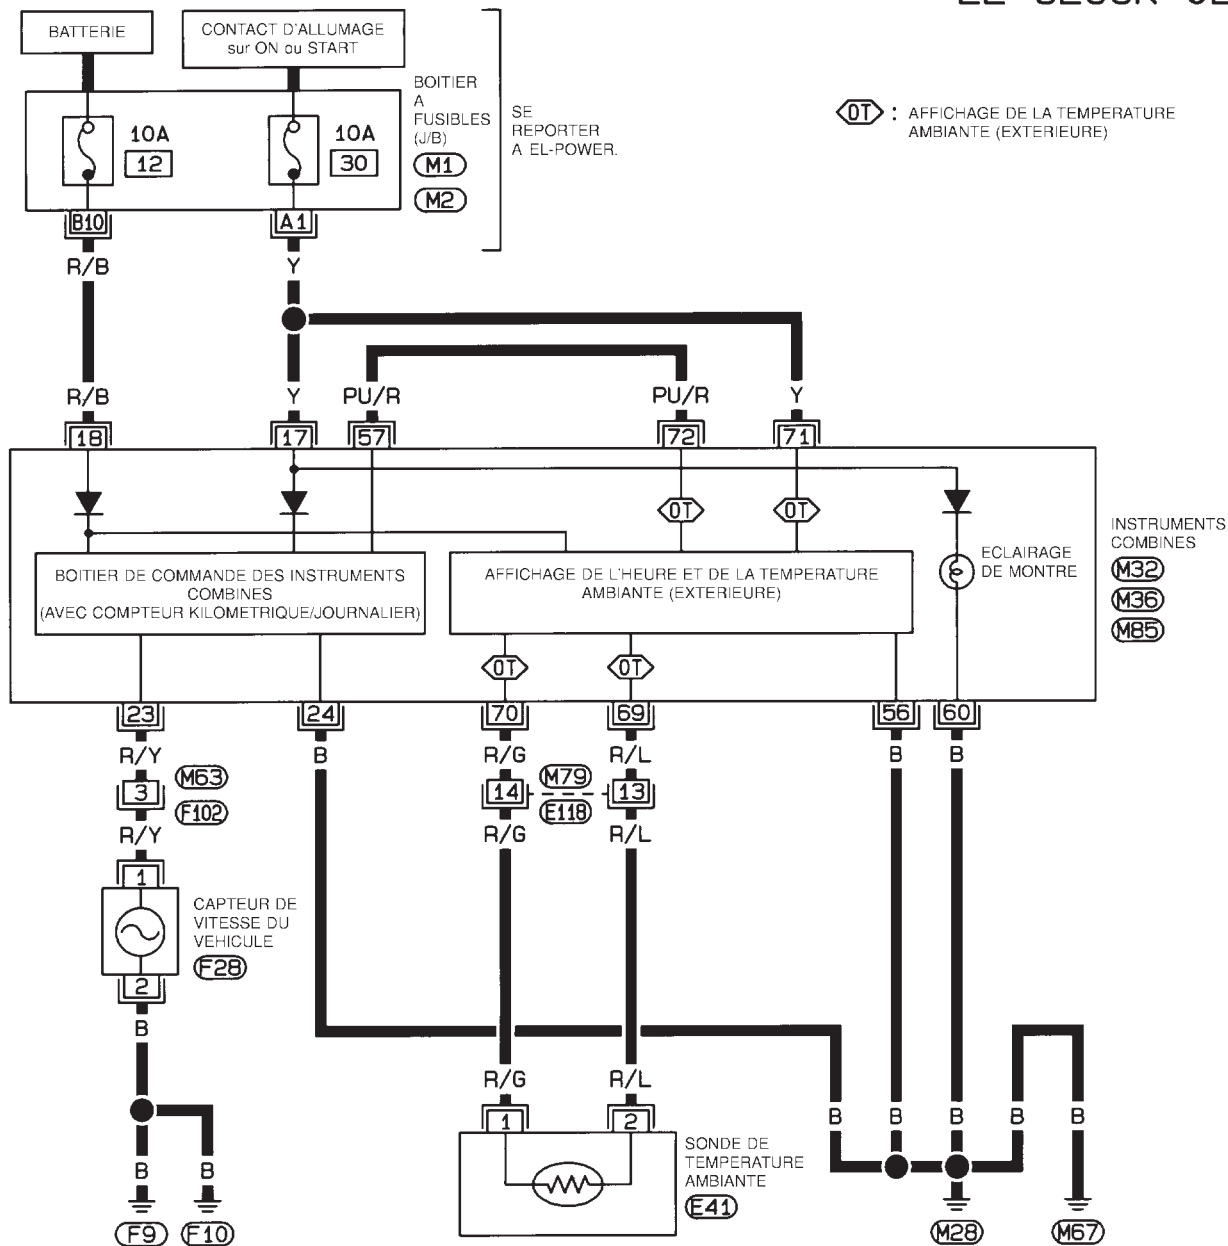 BATTERIE
CONTACT D'ALLUMAGE
sur ON ou START
BOITIER
A
FUSIBLES
(J/B)
M1
M2
SE
REPORTER
A EL-POWER.
OT : AFFICHAGE DE LA TEMPERATURE
AMBIANTE (EXTERIEURE)
10A
12
10A
30
B10
A1
R/B
Y
R/B
Y
PU/R
PU/R
Y
18
17
57
72
71
OT
OT
BOITIER DE COMMANDE DES INSTRUMENTS
COMBINES
(AVEC COMPTEUR KILOMETRIQUE/JOURNALIER)
AFFICHAGE DE L'HEURE ET DE LA TEMPERATURE
AMBIANTE (EXTERIEURE)
ECLAIRAGE
DE MONTRE
INSTRUMENTS
COMBINES
M32
M36
M85
OT
OT
23
24
70
69
56
60
R/Y
B
R/G
R/L
B
B
3
M63
F102
14
M79
E118
13
R/Y
R/G
R/L
1
CAPTEUR DE
VITESSE DU
VEHICULE
F28
2
B
R/G
R/L
1
2
B
B
B
B
B
SONDE DE
TEMPERATURE
AMBIANTE
E41
B
B
F9
F10
M28
M67